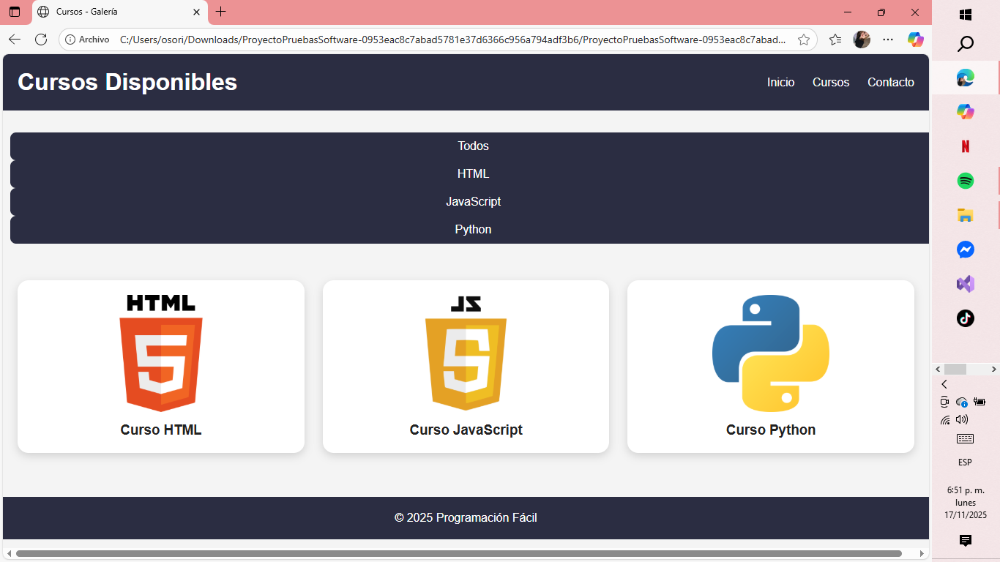 Cursos - Galería
Archivo
C:/Users/osori/Downloads/ProyectoPruebasSoftware-0953eac8c7abad5781e37d6366c956a794adf3b6/ProyectoPruebasSoftware-0953eac8c7abad...
Cursos Disponibles
Inicio Cursos Contacto
Todos
HTML
JavaScript
Python
HTML
5
JS
Curso HTML
Curso JavaScript
Curso Python
© 2025 Programación Fácil
N
ESP
6:51 p. m.
lunes
17/11/2025